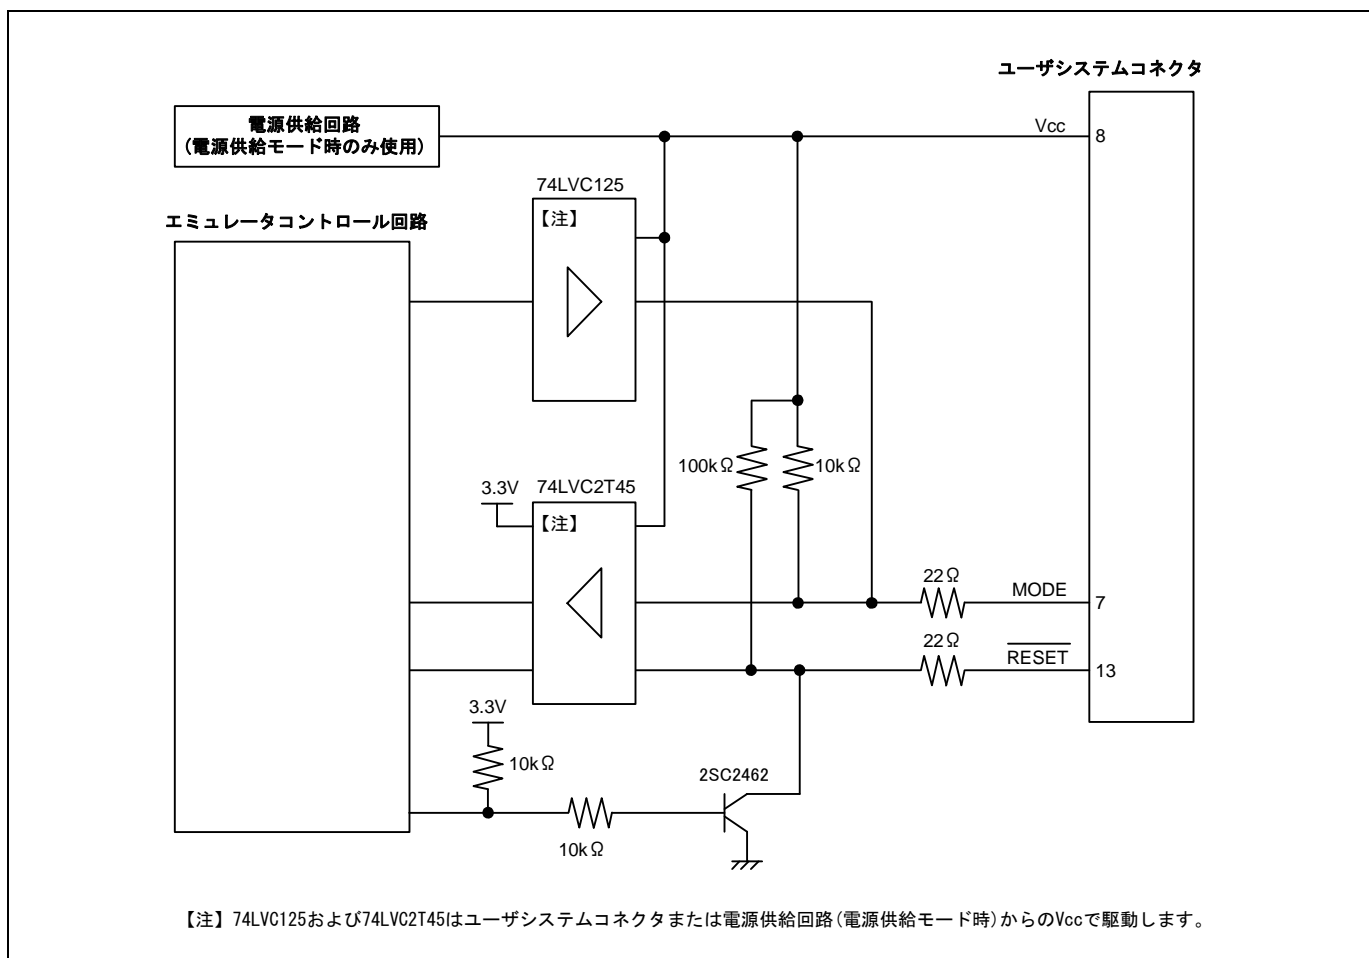 ユーザシステムコネクタ
電源供給回路
(電源供給モード時のみ使用)
Vcc
8
74LVC125
【注】
エミュレータコントロール回路
100kΩ
10kΩ
3.3V
74LVC2T45
【注】
22Ω
MODE
7
22Ω
RESET
13
3.3V
10kΩ
2SC2462
10kΩ
【注】74LVC125および74LVC2T45はユーザシステムコネクタまたは電源供給回路(電源供給モード時)からのVccで駆動します。